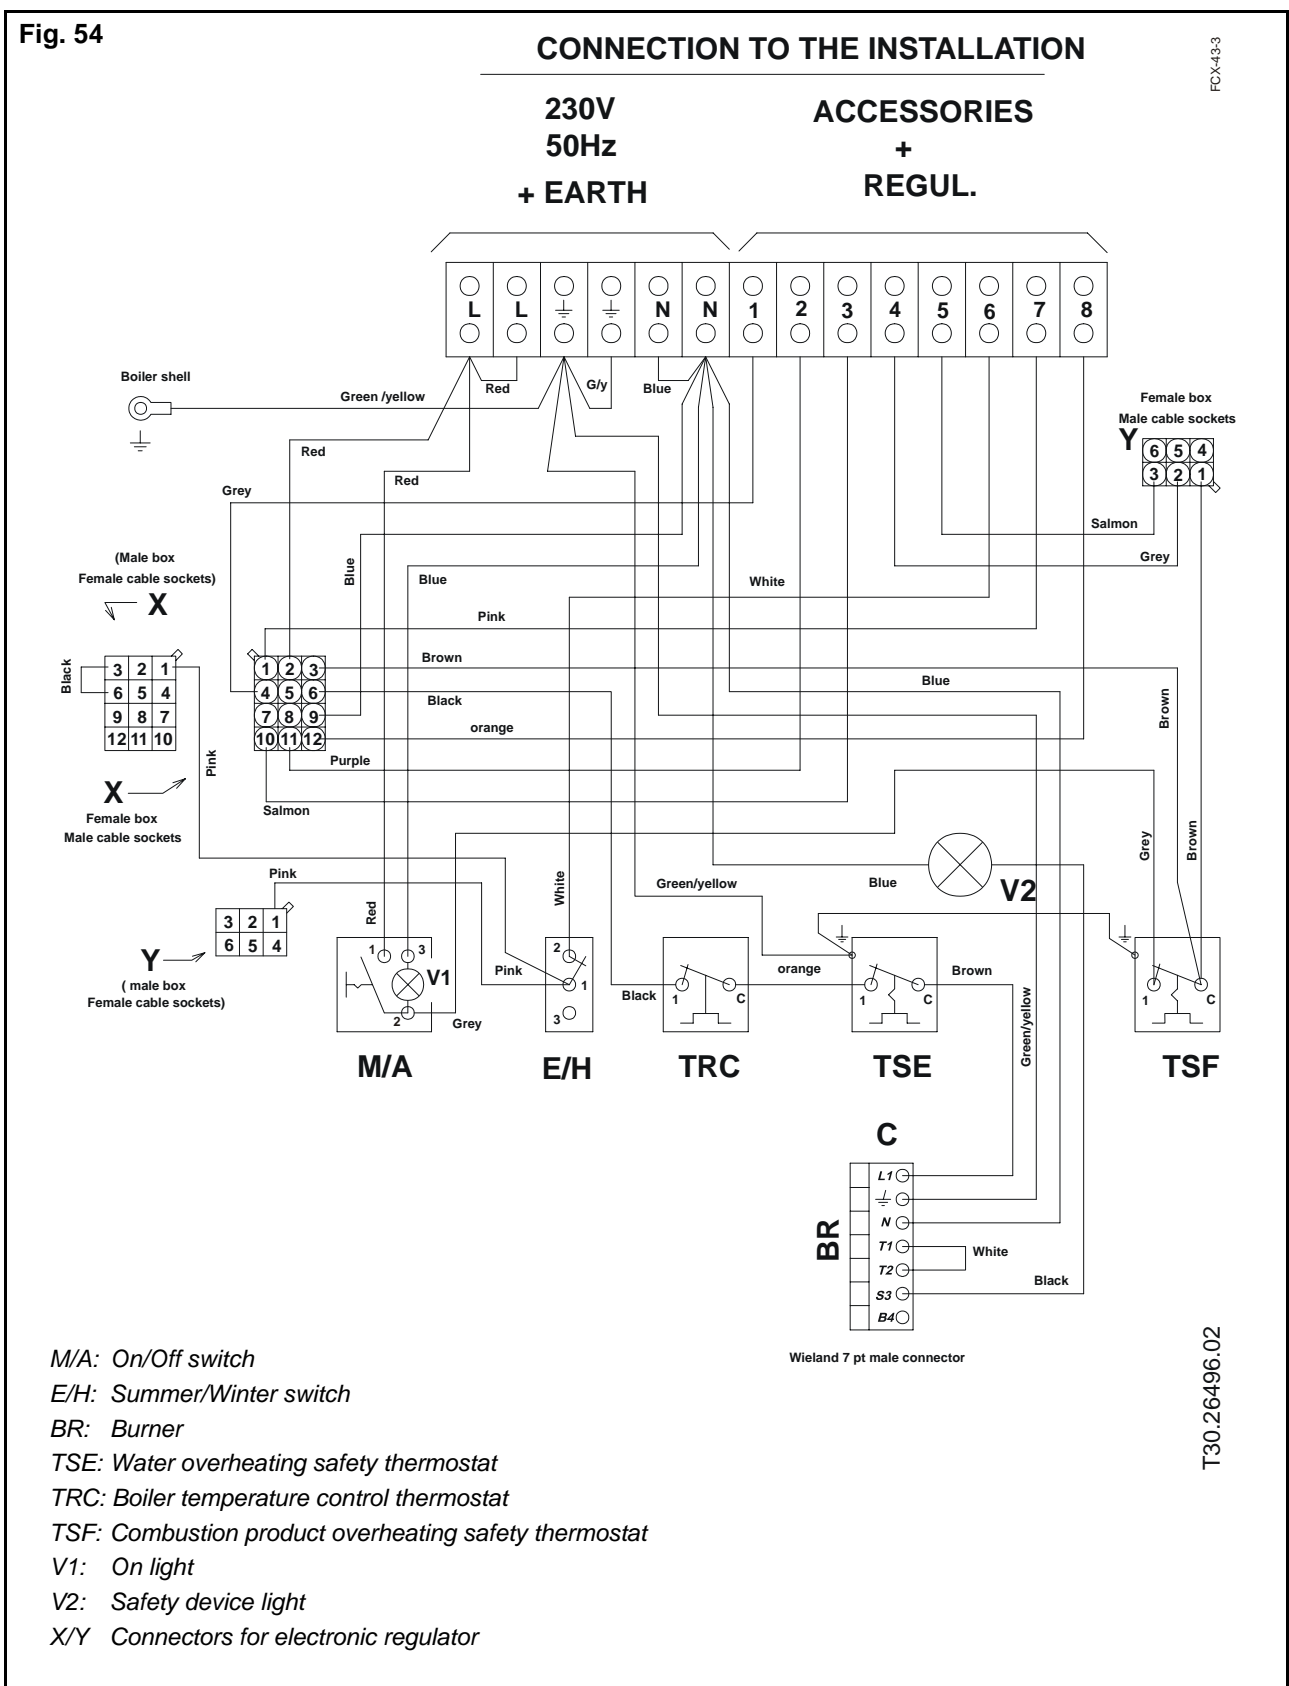 Fig. 54
CONNECTION TO THE INSTALLATION
FCX-43-3
230V
50Hz
+ EARTH
ACCESSORIES
+
REGUL.
L L N N 1 2 3 4 5 6 7 8
Boiler shell
Green /yellow
Red
G/y
Blue
Female box
Male cable sockets
Y
6 5 4
3 2 1
Red
Red
Grey
Salmon
Grey
(Male box
Female cable sockets)
X
Blue
Blue
White
Pink
Black
3 2 1
6 5 4
9 8 7
12 11 10
1 2 3
4 5 6
7 8 9
10 11 12
Brown
Black
Blue
Brown
orange
Pink
Purple
Salmon
X
Female box
Male cable sockets
Grey
Brown
Pink
Red
White
Green/yellow
Blue
V2
3 2 1
6 5 4
Y
( male box
Female cable sockets)
1 3
V1
2
Grey
Pink
2
1
3
Black
1 C
orange
1 C
Brown
Green/yellow
1 C
M/A
E/H
TRC
TSE
TSF
C
BR
L1
N
T1
T2
S3
B4
White
Black
Wieland 7 pt male connector
T30.26496.02
M/A: On/Off switch
E/H: Summer/Winter switch
BR: Burner
TSE: Water overheating safety thermostat
TRC: Boiler temperature control thermostat
TSF: Combustion product overheating safety thermostat
V1: On light
V2: Safety device light
X/Y Connectors for electronic regulator